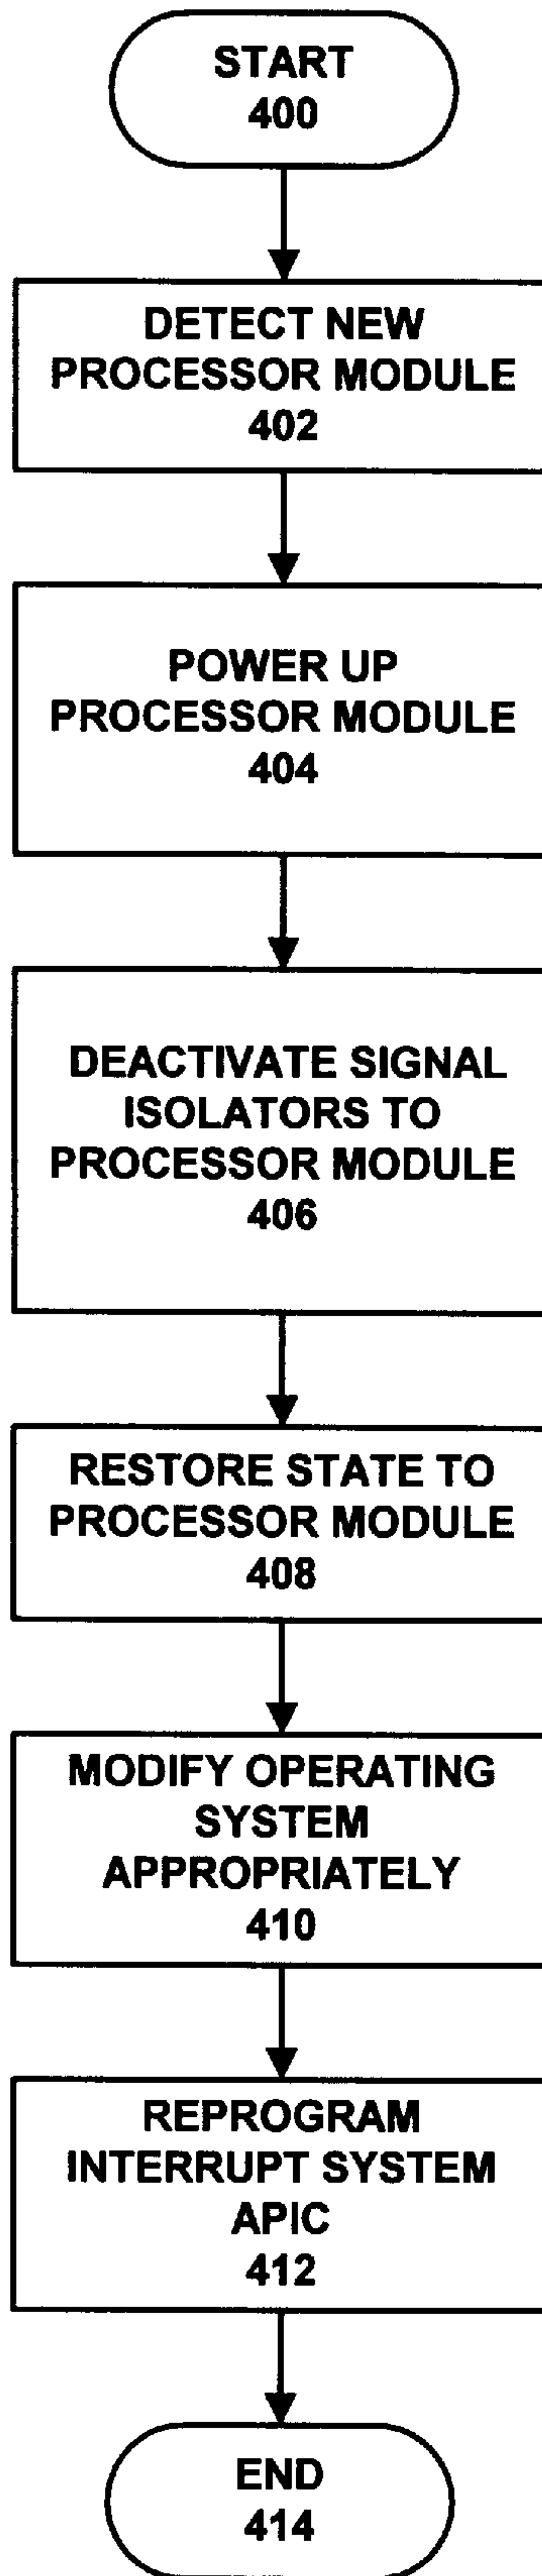 START
400
DETECT NEW
PROCESSOR MODULE
402
POWER UP
PROCESSOR MODULE
404
DEACTIVATE SIGNAL
ISOLATORS TO
PROCESSOR MODULE
406
RESTORE STATE TO
PROCESSOR MODULE
408
MODIFY OPERATING
SYSTEM
APPROPRIATELY
410
REPROGRAM
INTERRUPT SYSTEM
APIC
412
END
414